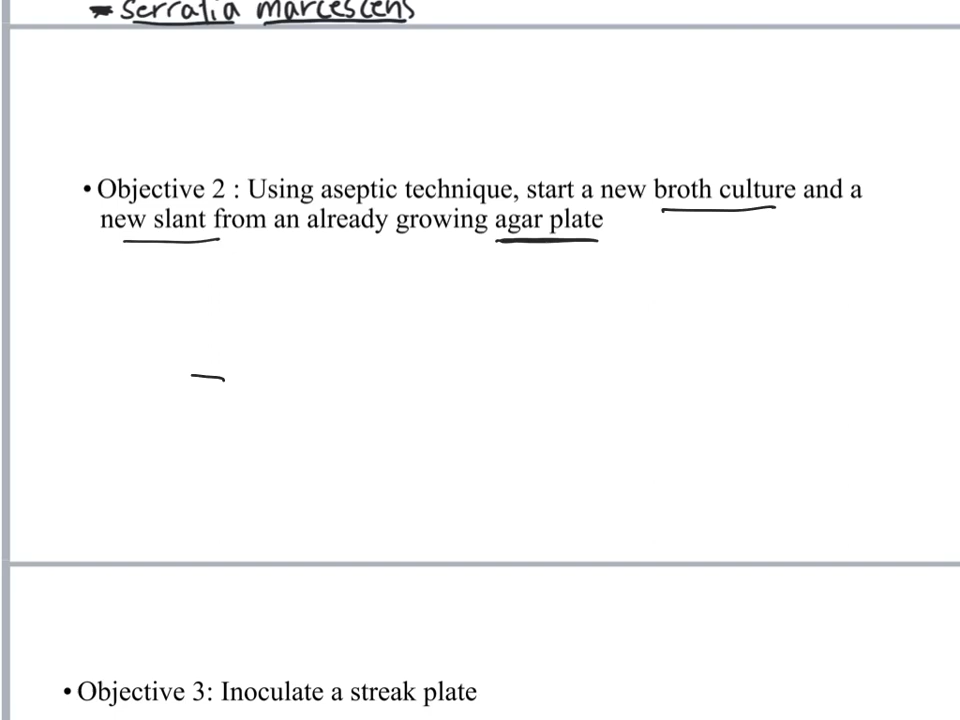 Serratia marcescens
• Objective 2 : Using aseptic technique, start a new broth culture and a
new slant from an already growing agar plate
• Objective 3: Inoculate a streak plate